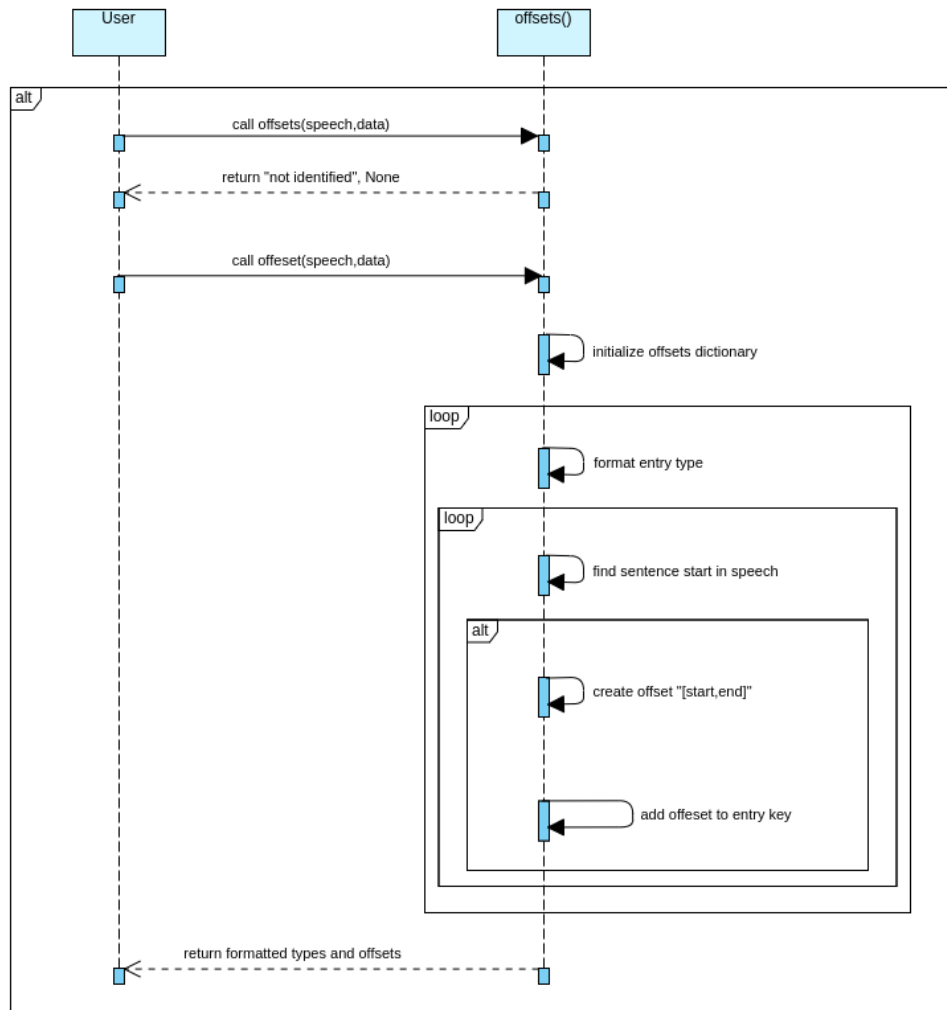 User
offsets()
alt
call offsets(speech,data)
return "not identified", None
call offeset(speech,data)
initialize offsets dictionary
loop
format entry type
loop
find sentence start in speech
alt
create offset "[start,end]"
add offeset to entry key
return formatted types and offsets